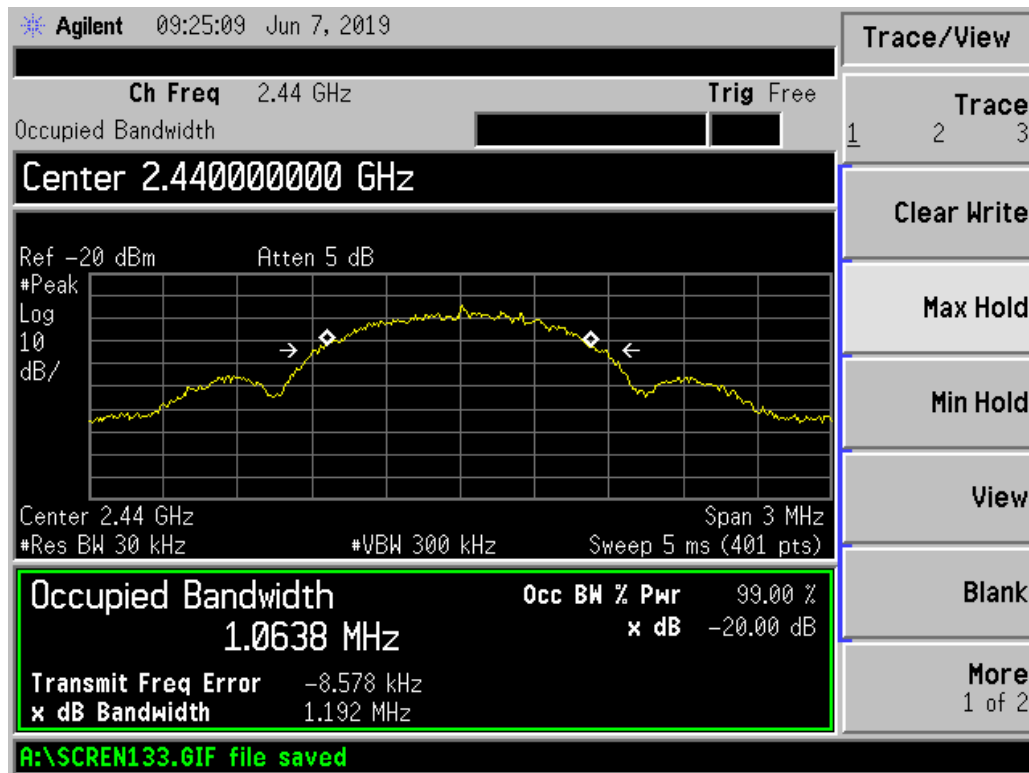 Agilent 09:25:09 Jun 7, 2019
Trace/View
Ch Freq 2.44 GHz Trig Free
Occupied Bandwidth
Trace
1 2 3
Center 2.440000000 GHz
Clear Write
Ref -20 dBm Atten 5 dB
#Peak
Log
10
dB/
Max Hold
Min Hold
View
Center 2.44 GHz Span 3 MHz
#Res BW 30 kHz #VBW 300 kHz Sweep 5 ms (401 pts)
Occupied Bandwidth Occ BW % Pwr 99.00 %
1.0638 MHz x dB -20.00 dB
Blank
Transmit Freq Error -8.578 kHz
x dB Bandwidth 1.192 MHz
More
1 of 2
A:\SCREN133.GIF file saved